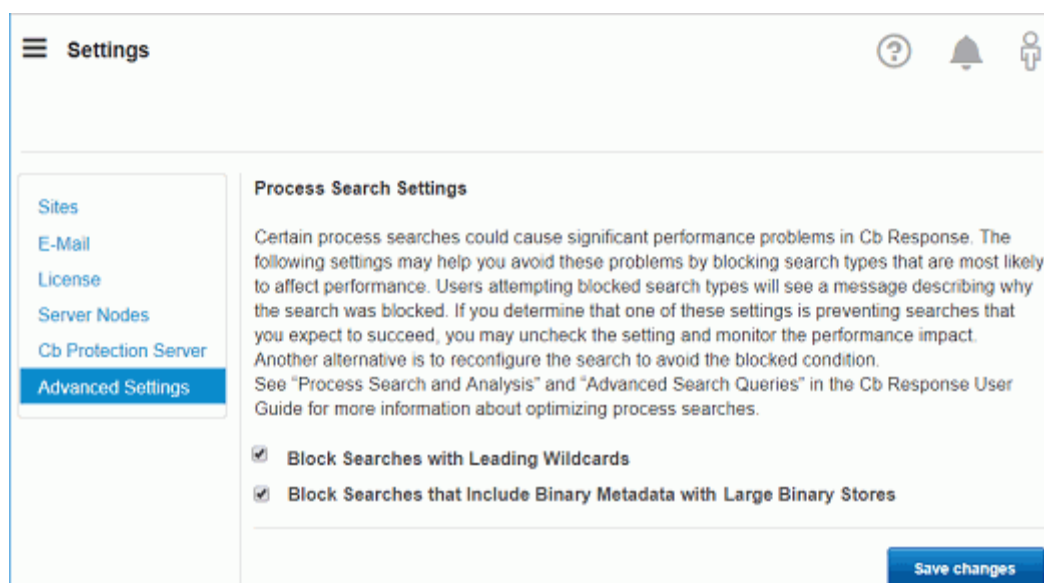 Settings
Sites
E-Mail
License
Server Nodes
Cb Protection Server
Advanced Settings
Process Search Settings
Certain process searches could cause significant performance problems in Cb Response. The
following settings may help you avoid these problems by blocking search types that are most likely
to affect performance. Users attempting blocked search types will see a message describing why
the search was blocked. If you determine that one of these settings is preventing searches that
you expect to succeed, you may uncheck the setting and monitor the performance impact.
Another alternative is to reconfigure the search to avoid the blocked condition.
See “Process Search and Analysis” and “Advanced Search Queries” in the Cb Response User
Guide for more information about optimizing process searches.
Block Searches with Leading Wildcards
Block Searches that Include Binary Metadata with Large Binary Stores
Save changes